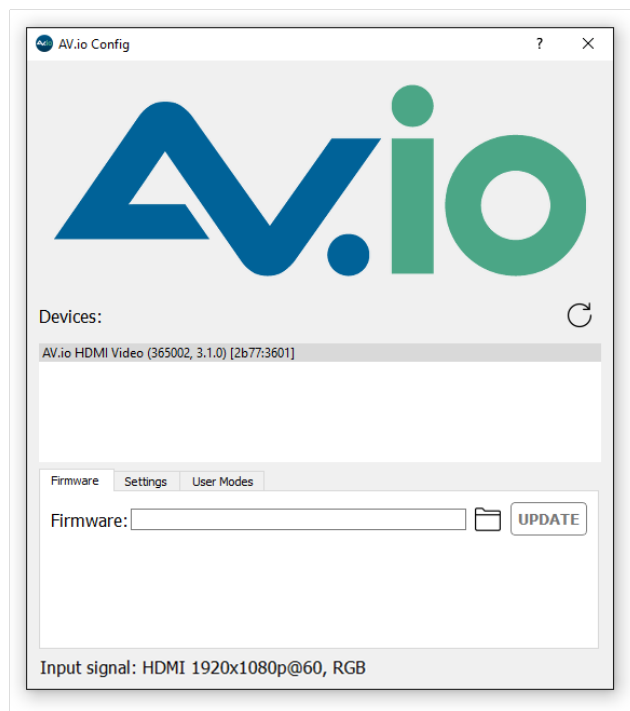 AV.io Config
AV.io
Devices:
AV.io HDMI Video (365002, 3.1.0) [2b77:3601]
Firmware Settings User Modes
Firmware: UPDATE
Input signal: HDMI 1920x1080p@60, RGB